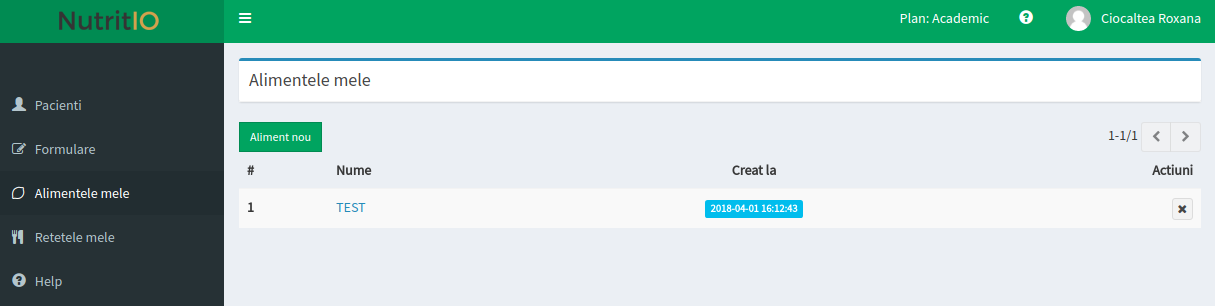 NutritIO
Plan: Academic
Ciocaltea Roxana
Pacienti
Formulare
Alimentele mele
Retetele mele
Help
Alimentele mele
Aliment nou
1-1/1
# Nume Creat la Actiuni
1 TEST 2018-04-01 16:12:43